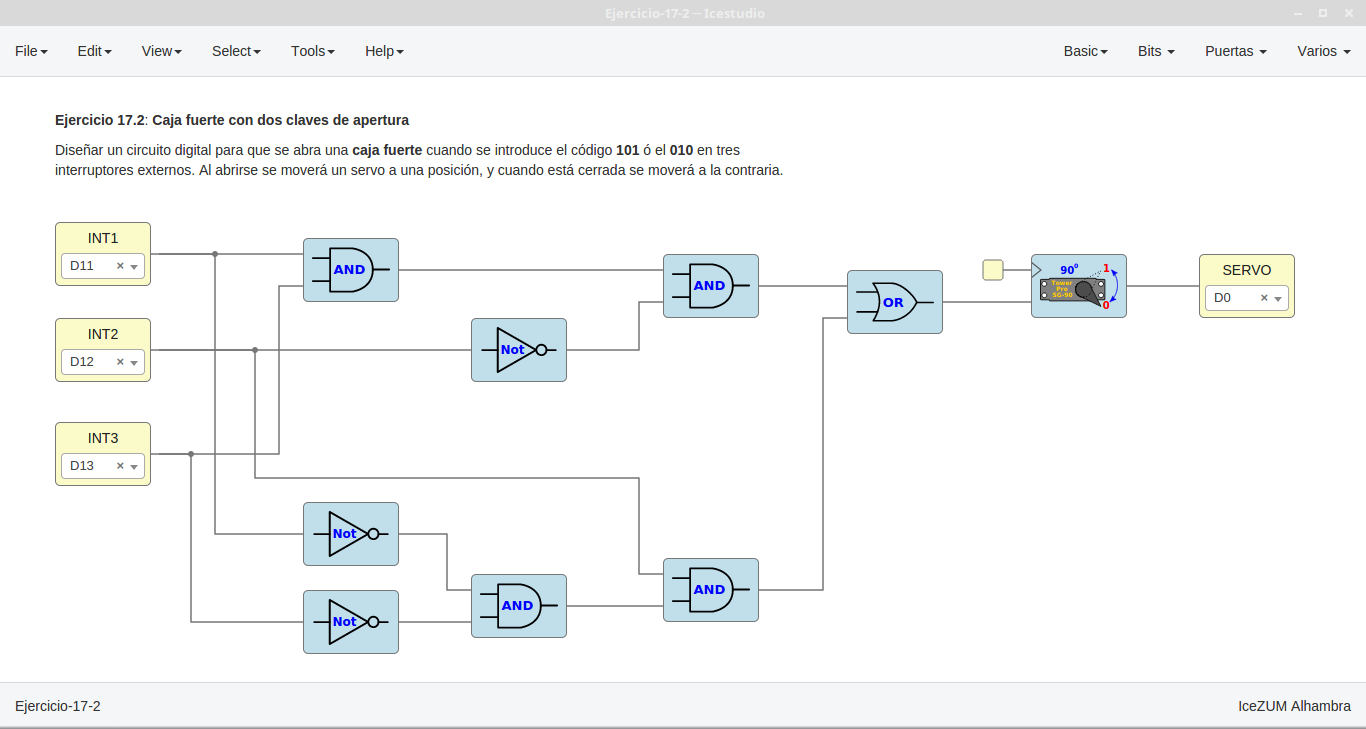 Ejercicio-17-2 – Icestudio
File Edit View Select Tools Help Basic Bits Puertas Varios
Ejercicio 17.2: Caja fuerte con dos claves de apertura
Diseñar un circuito digital para que se abra una caja fuerte cuando se introduce el código 101 ó el 010 en tres
interruptores externos. Al abrirse se moverá un servo a una posición, y cuando está cerrada se moverá a la contraria.
INT1
D11
INT2
D12
INT3
D13
AND
Not
AND
OR
90º
1
Tower
Pro
SG-90
0
SERVO
D0
Not
Not
AND
AND
Ejercicio-17-2
IceZUM Alhambra